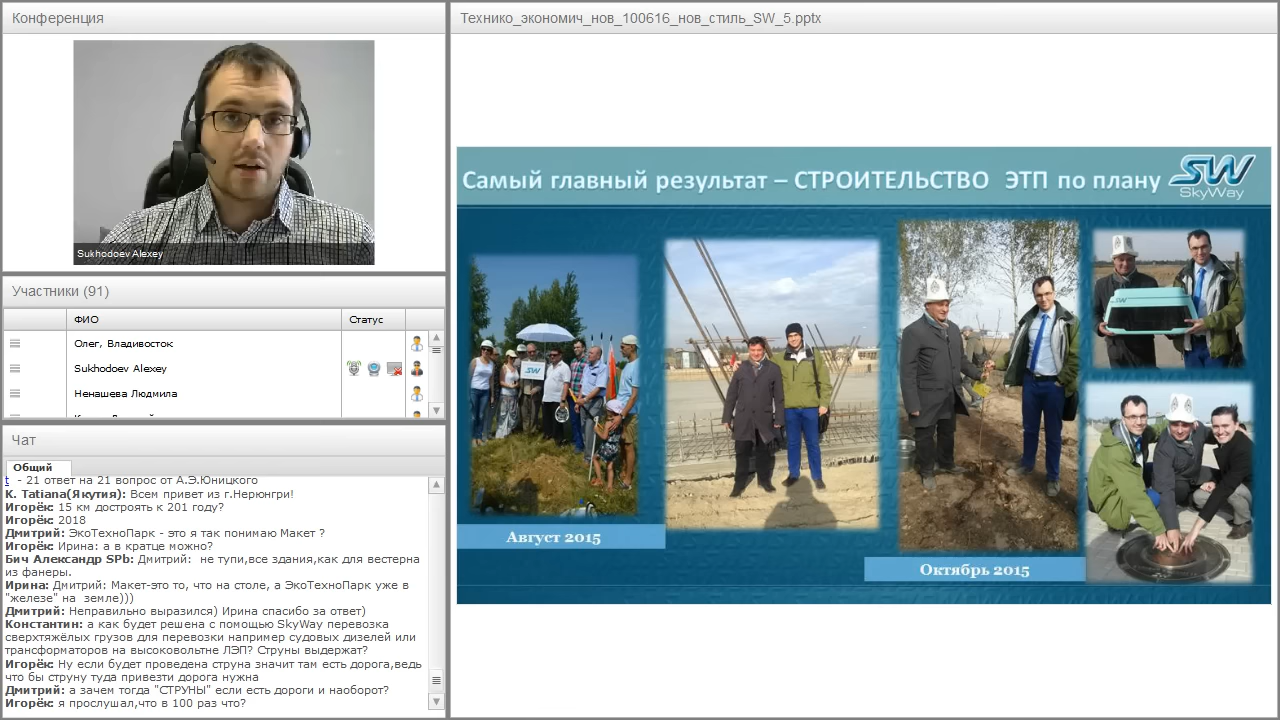 Конференция
Sukhodoev Alexey
Участники (91)
ФИО
Статус
Олег, Владивосток
Sukhodoev Alexey
Ненашева Людмила
Чат
Общий
t - 21 ответ на 21 вопрос от А.Э.Юницкого
K. Tatiana(Якутия): Всем привет из г.Нерюнгри!
Игорёк: 15 км достроять к 201 году?
Игорёк: 2018
Дмитрий: ЭкоТехноПарк - это я так понимаю Макет ?
Игорёк: Ирина: а в кратце можно?
Бич Александр SPb: Дмитрий: не тупи,все здания,как для вестерна
из фанеры.
Ирина: Дмитрий: Макет-это то, что на столе, а ЭкоТехноПарк уже в
"железе" на земле)))
Дмитрий: Неправильно выразился) Ирина спасибо за ответ)
Константин: а как будет решена с помощью SkyWay перевозка
сверхтяжёлых грузов для перевозки например судовых дизелей или
трансформаторов на высоковольтне ЛЭП? Струны выдержат?
Игорёк: Ну если будет проведена струна значит там есть дорога,ведь
что бы струну туда привезти дорога нужна
Дмитрий: а зачем тогда "СТРУНЫ" если есть дороги и наоборот?
Игорёк: я прослушал,что в 100 раз что?
Технико_экономич_нов_100616_нов_стиль_SW_5.pptx
Самый главный результат – СТРОИТЕЛЬСТВО ЭТП по плану
SW
SkyWay
SW
SW
Август 2015
Октябрь 2015